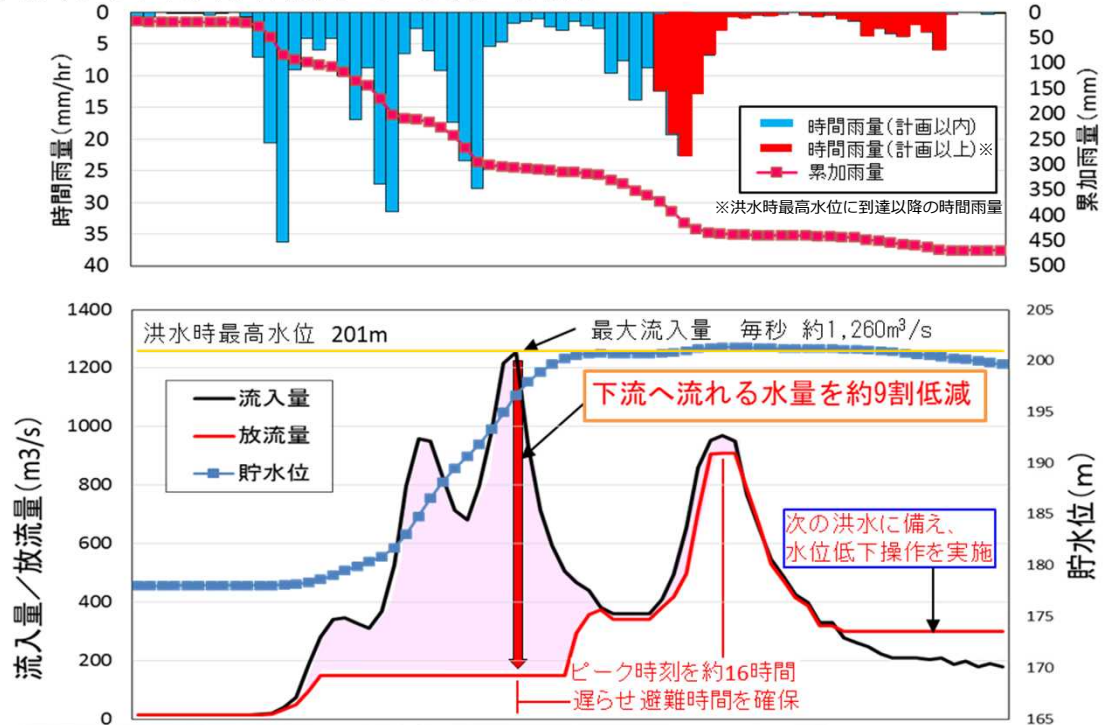 0
5
10
15
20
25
30
35
40
時間雨量(mm/hr)
0
50
100
150
200
250
300
350
400
450
500
累加雨量(mm)
時間雨量(計画以内)
時間雨量(計画以上)※
累加雨量
※洪水時最高水位に到達以降の時間雨量
1400
1200
1000
800
600
400
200
0
流入量/放流量(m3/s)
205
200
195
190
185
180
175
170
165
貯水位(m)
洪水時最高水位 201m
最大流入量 毎秒 約1,260m³/s
流入量
放流量
貯水位
下流へ流れる水量を約9割低減
次の洪水に備え、
水位低下操作を実施
ピーク時刻を約16時間
遅らせ避難時間を確保